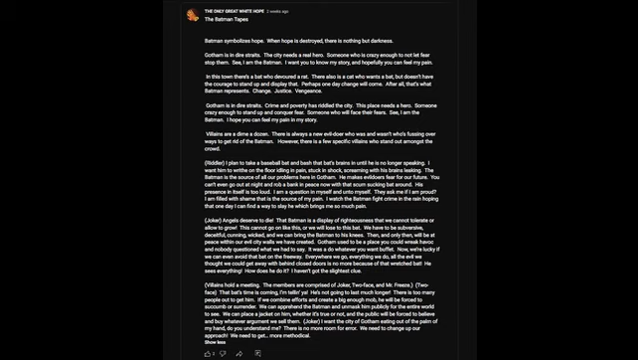 THE ONLY GREAT WHITE HOPE 2 weeks ago
The Batman Tapes
Batman symbolizes hope. When hope is destroyed, there is nothing but darkness.
Gotham is in dire straits. The city needs a real hero. Someone who is crazy enough to not let fear
stop them. See, I am the Batman. I want you to know my story, and hopefully you can feel my pain.
In this town there's a bat who devoured a rat. There also is a cat who wants a bat, but doesn't have
the courage to stand up and display that. Perhaps one day change will come. After all, that's what
Batman represents. Change. Justice. Vengeance.
Gotham is in dire straits. Crime and poverty has riddled the city. This place needs a hero. Someone
crazy enough to stand up and conquer fear. Someone who will face their fears. See, I am the
Batman. I hope you can feel my pain in my story.
Villains are a dime a dozen. There is always a new evil-doer who was and wasn't who's fussing over
ways to get rid of the Batman. However, there is a few specific villains who stand out amongst the
crowd.
(Riddler) I plan to take a baseball bat and bash that bat's brains in until he is no longer speaking. I
want him to writhe on the floor idling in pain, stuck in shock, screaming with his brains leaking. The
Batman is the source of all our problems here in Gotham. He makes evildoers fear for our future. You
can't even go out at night and rob a bank in peace now with that scum sucking bat around. His
presence in itself is too loud. I am a question in myself and unto myself. They ask me if I am proud?
I am filled with shame that is the source of my pain. I watch the Batman fight crime in the rain hoping
that one day I can find a way to slay he which brings me so much pain.
(Joker) Angels deserve to die! That Batman is a display of righteousness that we cannot tolerate or
allow to grow! This cannot go on like this, or we will lose to this bat. We have to be subversive,
deceitful, cunning, wicked, and we can bring the Batman to his knees. Then, and only then, will be at
peace within our evil city walls we have created. Gotham used to be a place you could wreak havoc
and nobody questioned what we had to say. It was a do whatever you want buffet. Now, we're lucky if
we can even avoid that bat on the freeway. Everywhere we go, everything we do, all the evil we
thought we could get away with behind closed doors is no more because of that wretched bat! He
sees everything! How does he do it? I haven't got the slightest clue.
(Villains hold a meeting. The members are comprised of Joker, Two-face, and Mr. Freeze.) (Two-
face) That bat's time is coming, I'm tellin' ya! He's not going to last much longer! There is too many
people out to get him. If we combine efforts and create a big enough mob, he will be forced to
succumb or surrender. We can apprehend the Batman and unmask him publicly for the entire world
to see. We can place a jacket on him, whether it's true or not, and the public will be forced to believe
and buy whatever argument we sell them. (Joker) I want the city of Gotham eating out of the palm of
my hand, do you understand me? There is no more room for error. We need to change up our
approach! We need to get... more methodical.
Show less
3